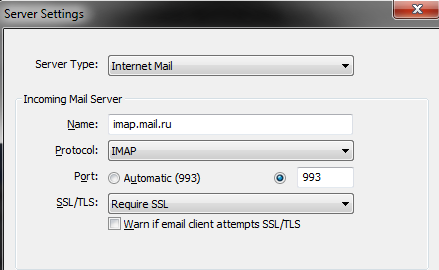 Server Settings
Server Type: Internet Mail
Incoming Mail Server
Name: imap.mail.ru
Protocol: IMAP
Port: Automatic (993) 993
SSL/TLS: Require SSL
Warn if email client attempts SSL/TLS